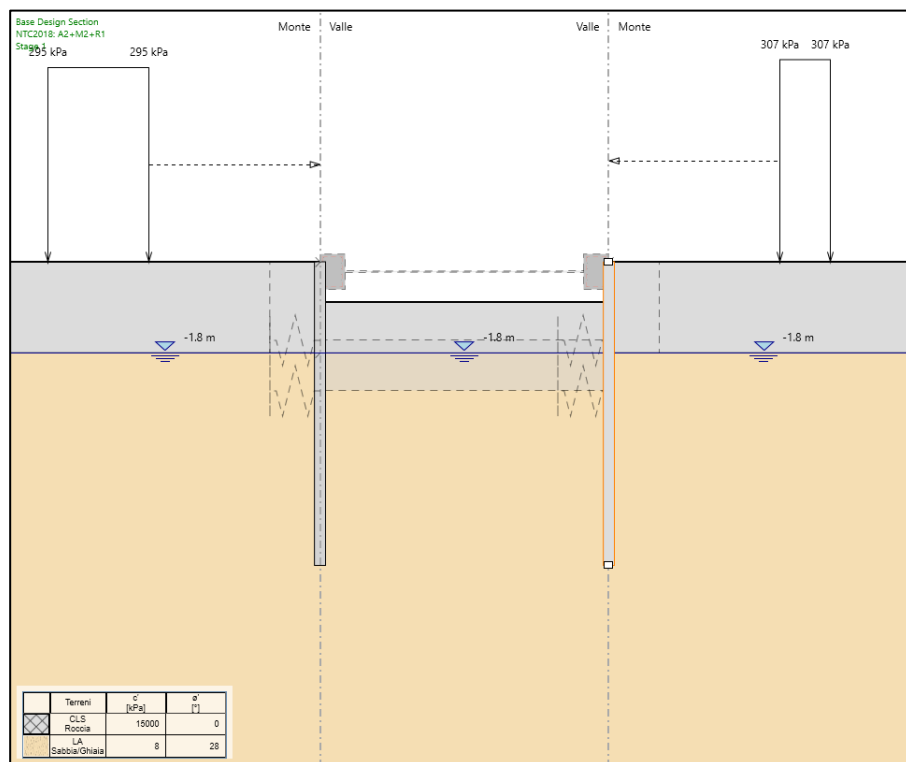 Base Design Section
NTC2018: A2+M2+R1
Stage 1
Monte
Valle
Valle
Monte
295 kPa
295 kPa
307 kPa
307 kPa
-1.8 m
-1.8 m
-1.8 m
Terreni
c'
[kPa]
ø'
[°]
CLS
Roccia
15000
0
LA
Sabbia/Ghiaia
8
28